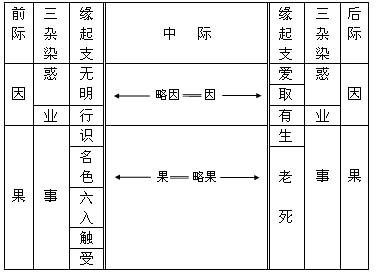 前际 三杂染 缘起支 中 际 缘起支 三杂染 后际
因 惑 无明 略因══因 爱 惑 因
取
业 行 有 业
果 事 识 果══略果 生 事 果
名色 老死
六入
触
受